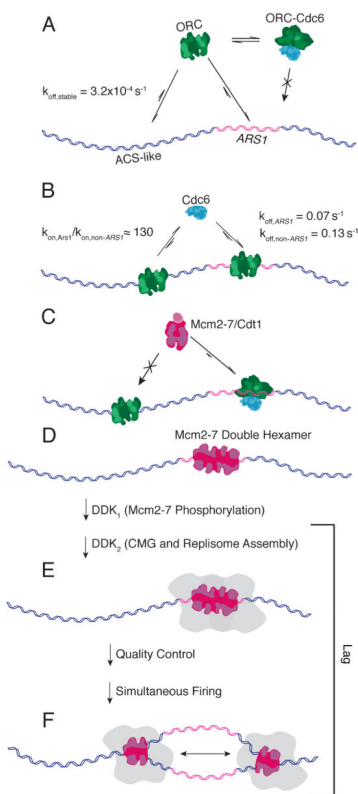 A
ORC
ORC-Cdc6
k_off,stable = 3.2x10⁻⁴ s⁻¹
ARS1
ACS-like
B
Cdc6
k_on,Ars1/k_on,non-ARS1 ≈ 130
k_off,ARS1 = 0.07 s⁻¹
k_off,non-ARS1 = 0.13 s⁻¹
C
Mcm2-7/Cdt1
D
Mcm2-7 Double Hexamer
DDK₁ (Mcm2-7 Phosphorylation)
DDK₂ (CMG and Replisome Assembly)
E
Lag
Quality Control
Simultaneous Firing
F